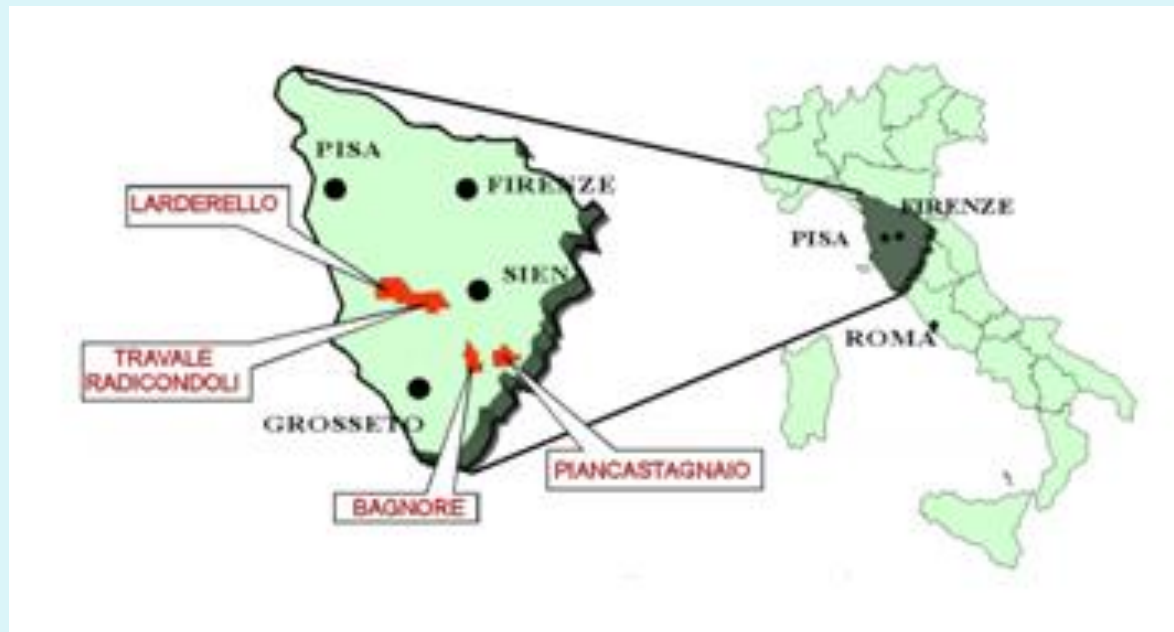 PISA
FIRENZE
LARDERELLO
SIEN
TRAVALE
RADICONDOLI
GROSSETO
PIANCASTAGNAIO
BAGNORE
FIRENZE
PISA
ROMA